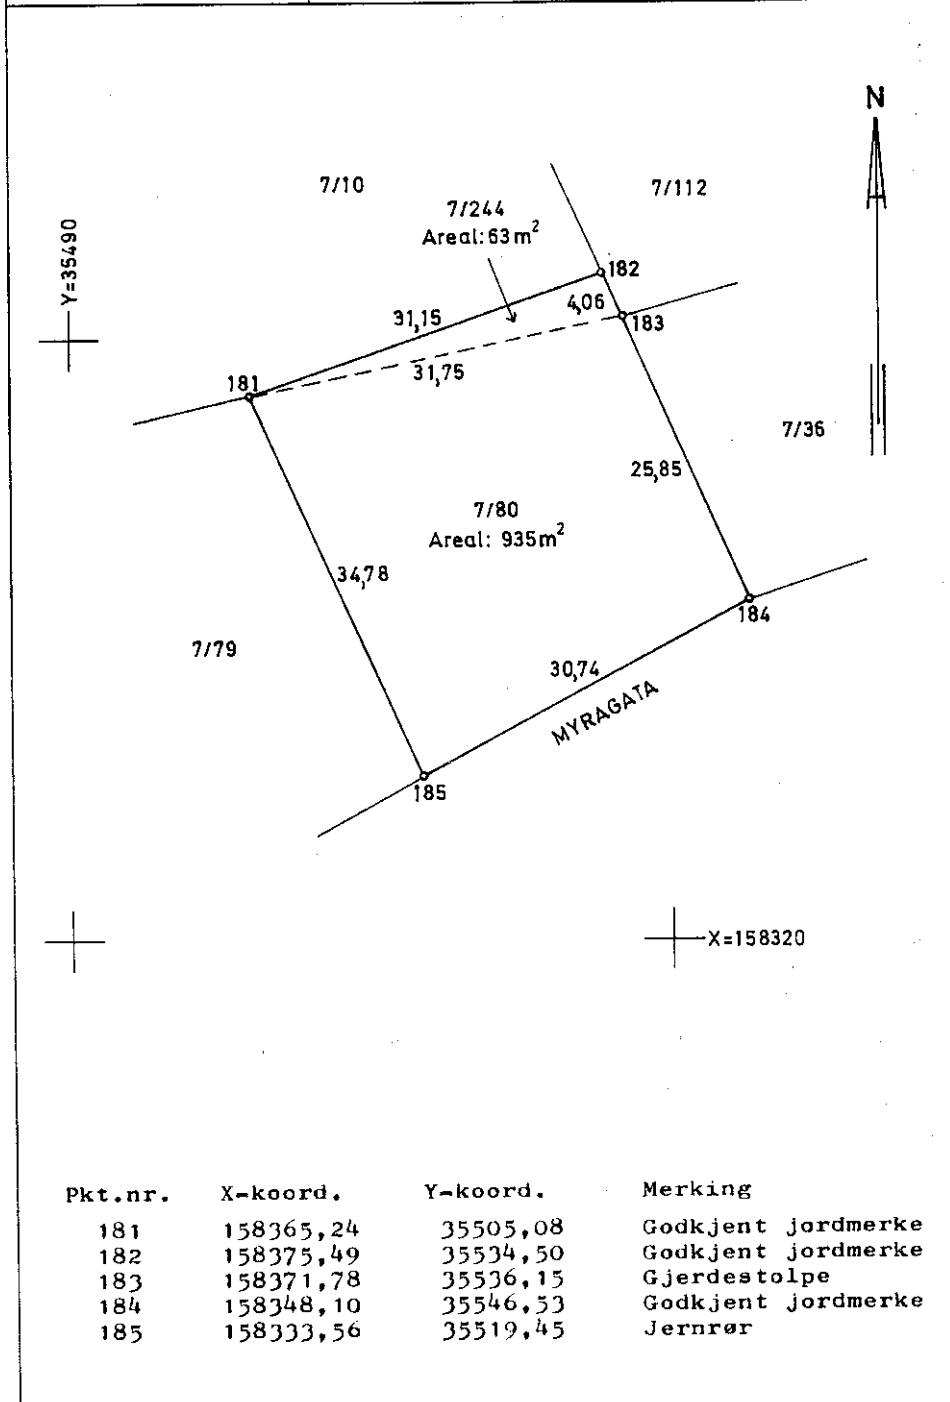 N
7/10
7/112
7/244
Areal: 63m²
Y=35490
182
4,06
183
31,15
31,75
181
7/36
25,85
7/80
Areal: 935m²
34,78
184
7/79
30,74
MYRAGATA
185
X=158320
Pkt.nr. X-koord. Y-koord. Merking
181 158365,24 35505,08 Godkjent jordmerke
182 158375,49 35534,50 Godkjent jordmerke
183 158371,78 35536,15 Gjerdestolpe
184 158348,10 35546,53 Godkjent jordmerke
185 158333,56 35519,45 Jernrør